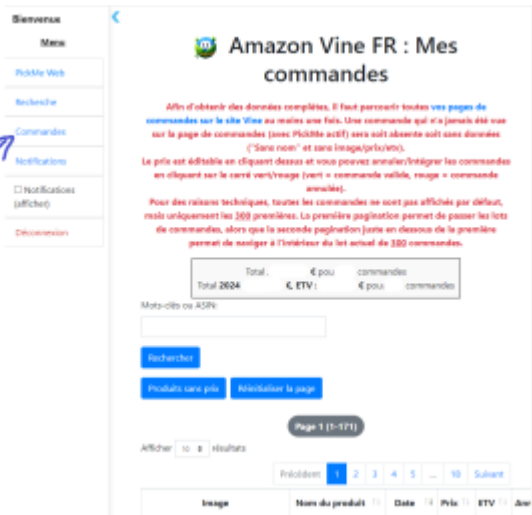 Bienvenue
Menu
PickMe Web
Recherche
Commandes
Notifications
☐ Notifications
(afficher)
Déconnexion
Amazon Vine FR : Mes
commandes
Afin d'obtenir des données complètes, il faut parcourir toutes vos pages de
commandes sur le site Vine au moins une fois. Une commande qui n'a jamais été vue
sur la page de commandes (avec PickMe actif) sera soit absente soit sans données
("Sans nom" et sans image/prix/etv).
Le prix est éditable en cliquant dessus et vous pouvez annuler/intégrer les commandes
en cliquant sur le carré vert/rouge (vert = commande valide, rouge = commande
annulée).
Pour des raisons techniques, toutes les commandes ne sont pas affichés par défaut,
mais uniquement les 300 premières. La première pagination permet de passer les lots
de commandes, alors que la seconde pagination juste en dessous de la première
permet de naviger à l'intérieur du lot actuel de 300 commandes.
Total : € pou commandes
Total 2024 €, ETV : € pou commandes
Mots-clés ou ASIN:
Rechercher
Produits sans prix Réinitialiser la page
Page 1 (1-171)
Afficher 10 résultats
Précédent 1 2 3 4 5 ... 18 Suivant
Image Nom du produit Date Prix ETV Ann